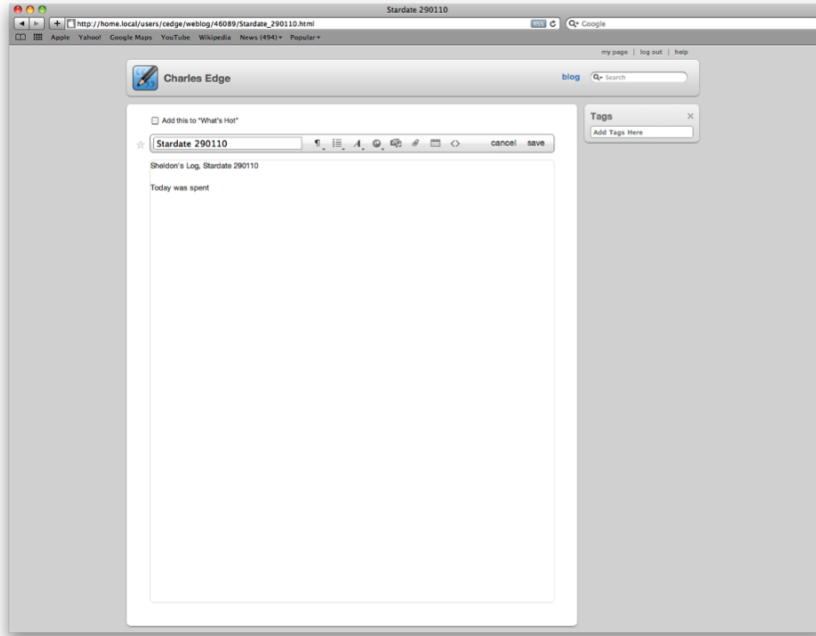 Stardate 290110
http://home.local/users/cedge/weblog/46089/Stardate_290110.html
RSS
Google
Apple Yahoo! Google Maps YouTube Wikipedia News (494) Popular
my page | log out | help
Charles Edge
blog
Search
Add this to "What's Hot"
Tags
Add Tags Here
Stardate 290110
cancel save
Sheldon's Log, Stardate 290110
Today was spent